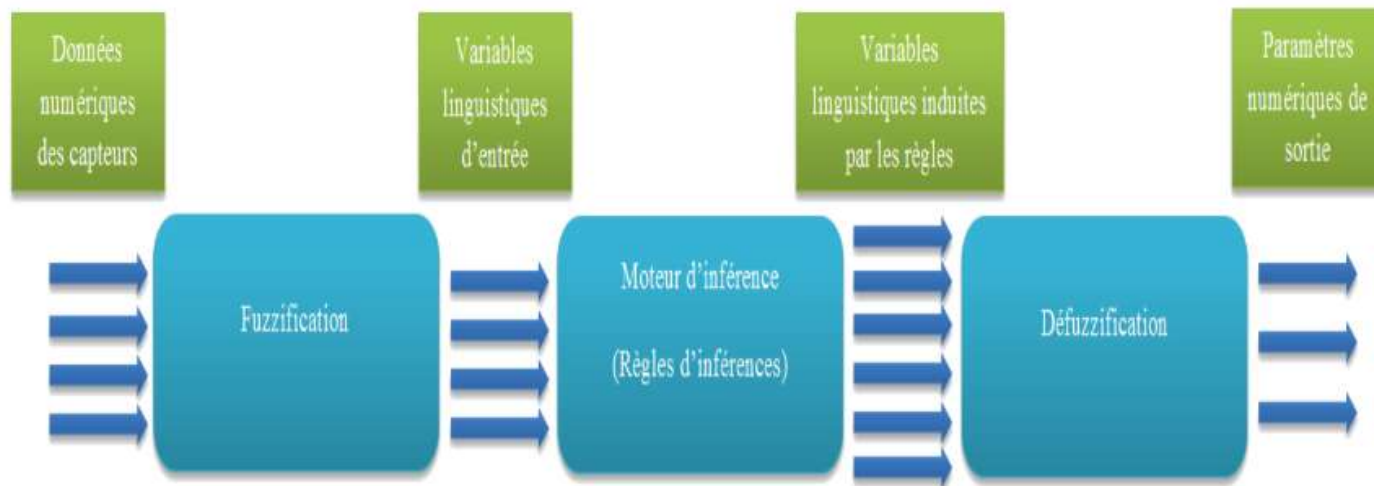 Données
numériques
des capteurs
Variables
linguistiques
d’entrée
Variables
linguistiques induites
par les règles
Paramètres
numériques de
sortie
Fuzzification
Moteur d’inférence
(Règles d’inférences)
Défuzzification